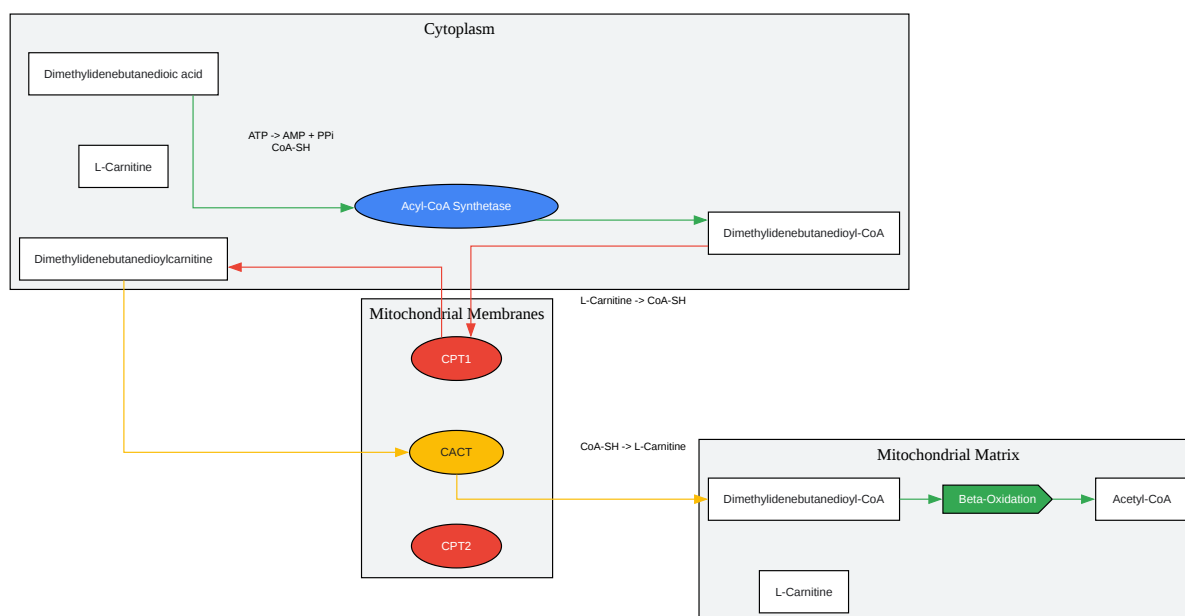 Cytoplasm
Dimethylidenebutanedioic acid
ATP -> AMP + PPi
CoA-SH
L-Carnitine
Acyl-CoA Synthetase
Dimethylidenebutanedioyl-CoA
Dimethylidenebutanedioylcarnitine
L-Carnitine -> CoA-SH
Mitochondrial Membranes
CPT1
CACT
CoA-SH -> L-Carnitine
Mitochondrial Matrix
Dimethylidenebutanedioyl-CoA
Beta-Oxidation
Acetyl-CoA
CPT2
L-Carnitine